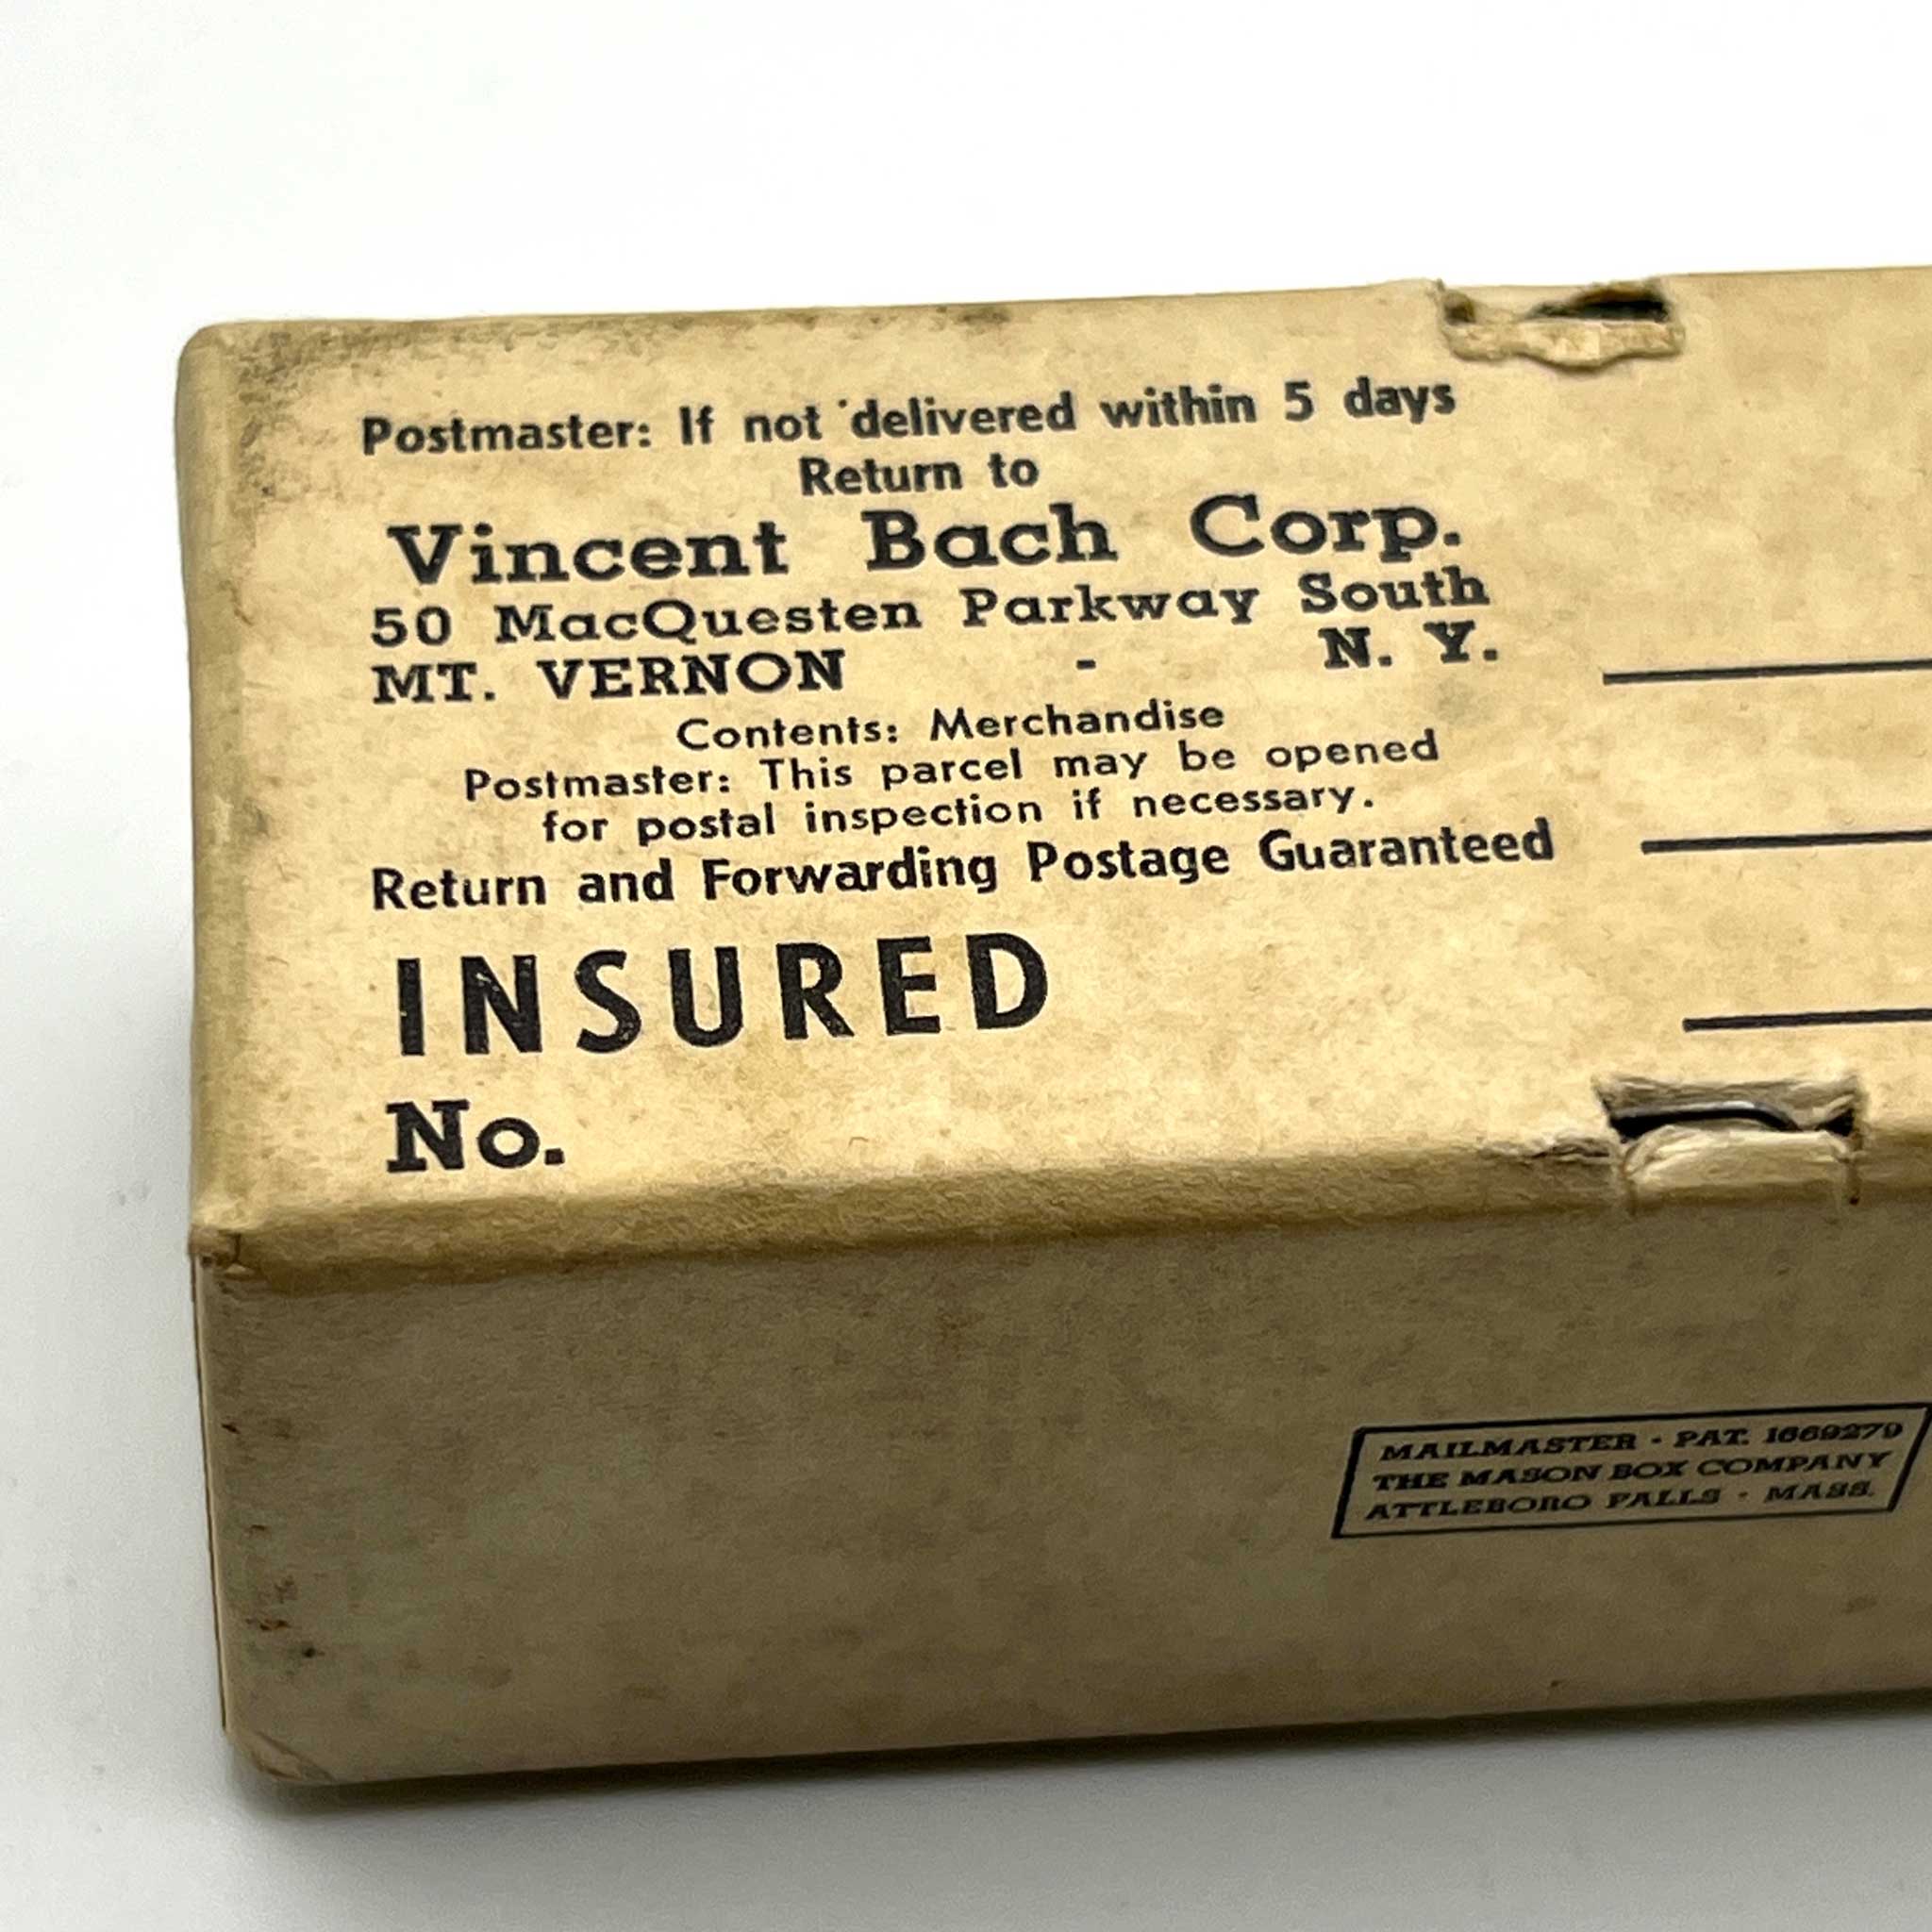 Postmaster: If not delivered within 5 days
Return to
Vincent Bach Corp.
50 MacQuesten Parkway South
MT. VERNON - N. Y.
Contents: Merchandise
Postmaster: This parcel may be opened
for postal inspection if necessary.
Return and Forwarding Postage Guaranteed
INSURED
No.
MAILMASTER - PAT. 1669279
THE MASON BOX COMPANY
ATTLEBORO FALLS - MASS.